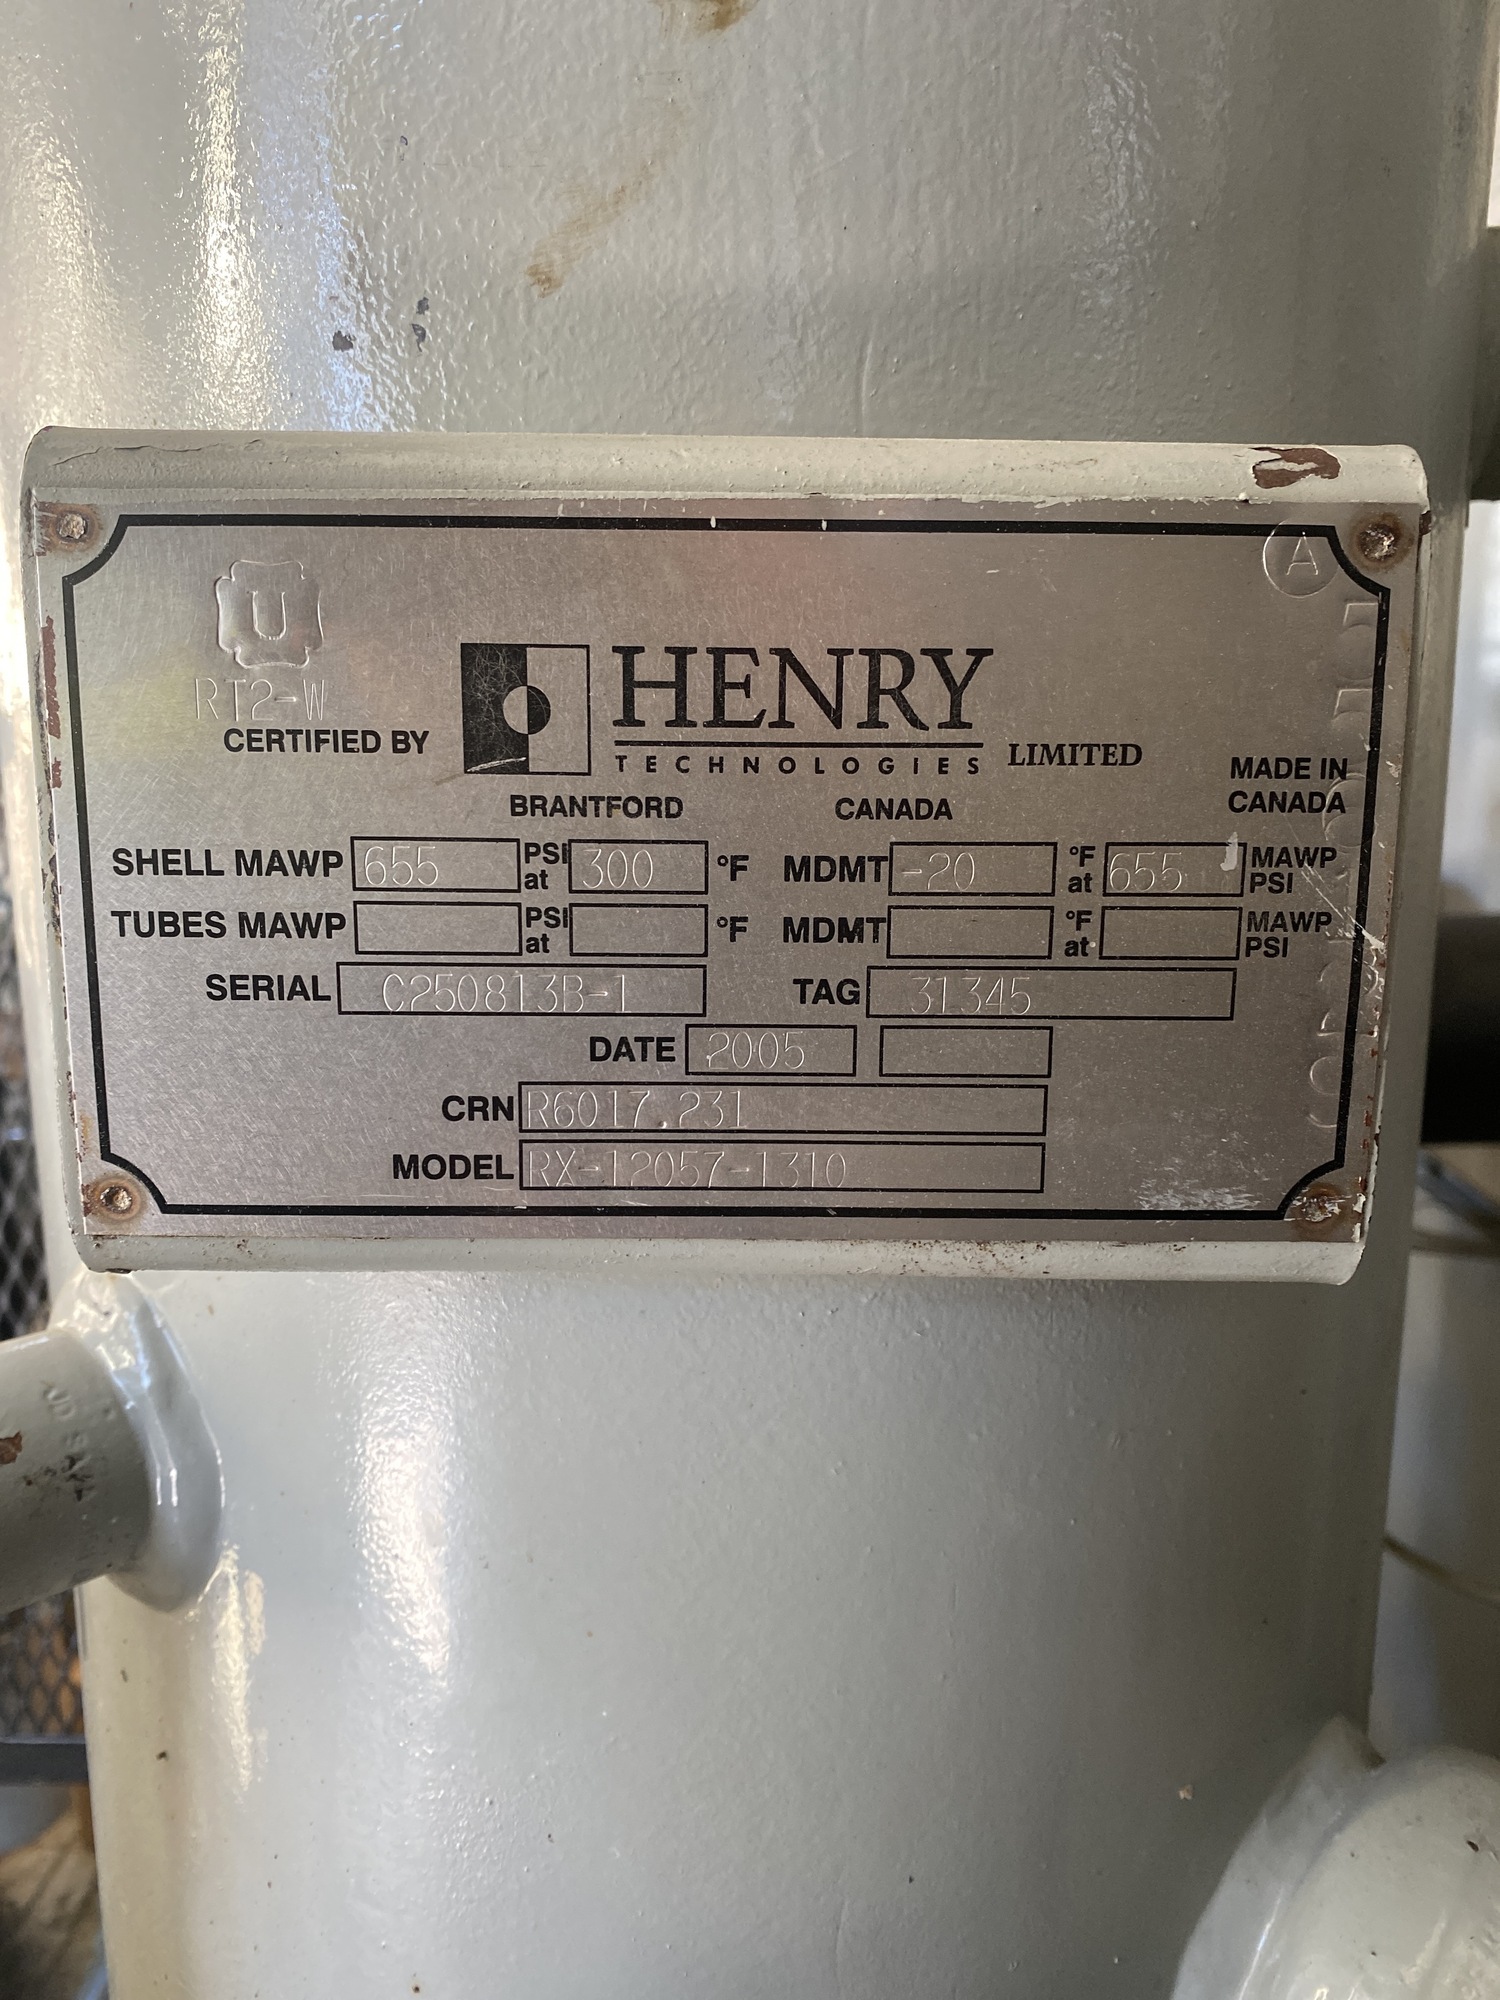 U
A
RT2-W
CERTIFIED BY
HENRY
TECHNOLOGIES LIMITED
BRANTFORD CANADA
MADE IN
CANADA
SHELL MAWP 655 PSI at 300 °F MDMT -20 °F at 655 MAWP PSI
TUBES MAWP PSI at °F MDMT °F at MAWP PSI
SERIAL C250813B-1 TAG 31345
DATE 2005
CRN R6017.231
MODEL RX-12057-1310